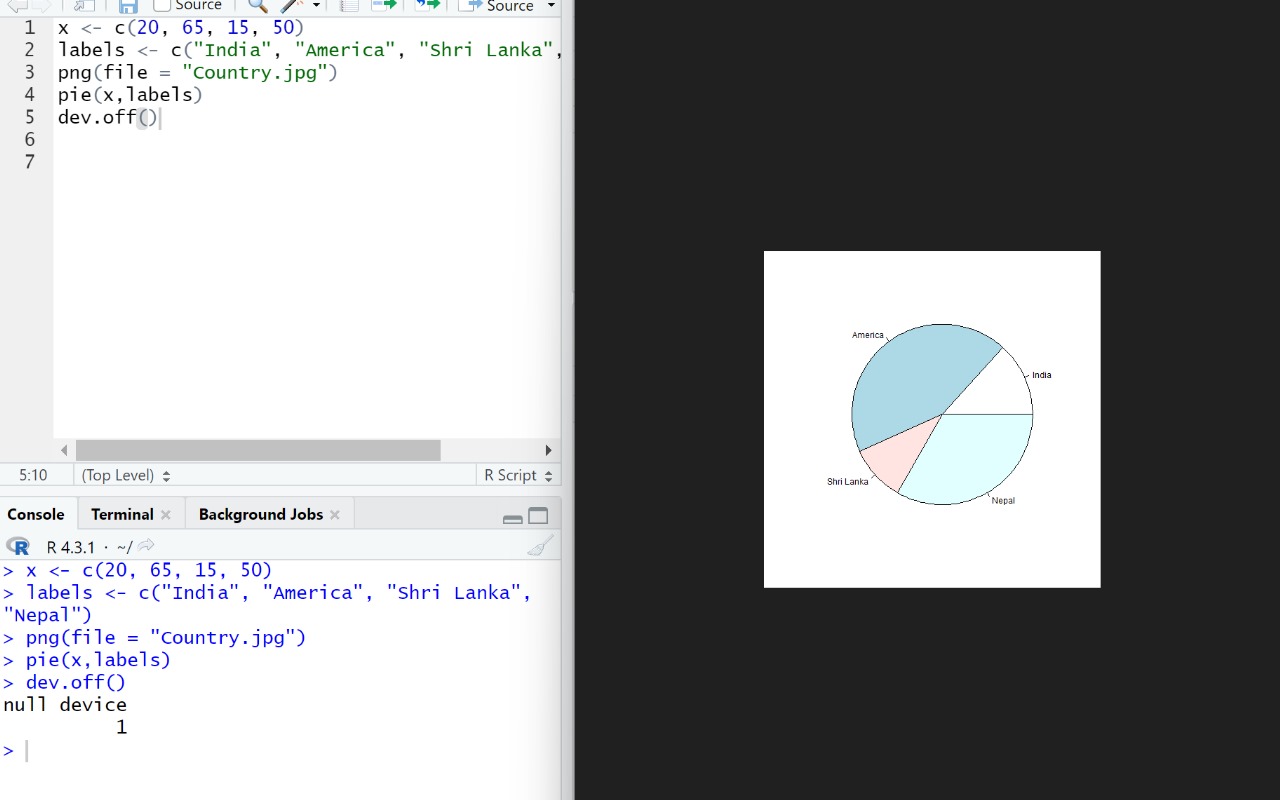 Source
Source
1 x <- c(20, 65, 15, 50)
2 labels <- c("India", "America", "Shri Lanka",
3 png(file = "Country.jpg")
4 pie(x,labels)
5 dev.off()
6
7
5:10 (Top Level) R Script
Console Terminal Background Jobs
R R 4.3.1 · ~/
> x <- c(20, 65, 15, 50)
> labels <- c("India", "America", "Shri Lanka",
"Nepal")
> png(file = "Country.jpg")
> pie(x,labels)
> dev.off()
null device
1
>
America
India
Shri Lanka
Nepal